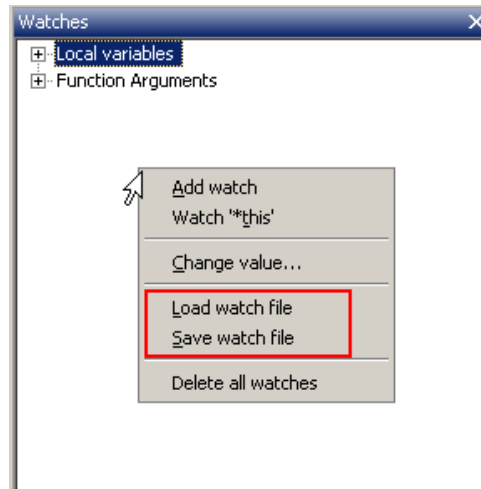 Watches
Local variables
Function Arguments
Add watch
Watch '*this'
Change value...
Load watch file
Save watch file
Delete all watches